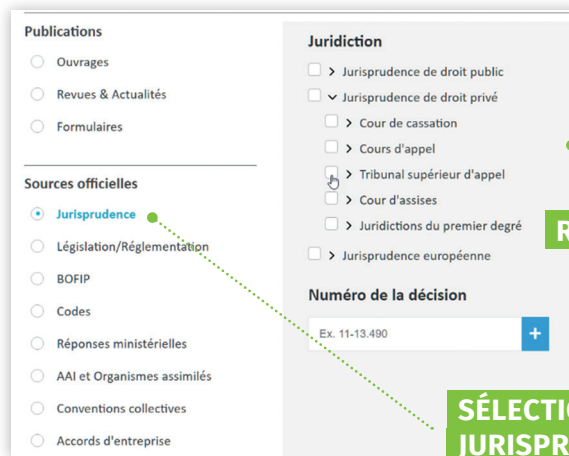 Publications
Ouvrages
Revues & Actualités
Formulaires
Sources officielles
Jurisprudence
Législation/Réglementation
BOFIP
Codes
Réponses ministérielles
AAI et Organismes assimilés
Conventions collectives
Accords d'entreprise
Juridiction
Jurisprudence de droit public
Jurisprudence de droit privé
Cour de cassation
Cours d'appel
Tribunal supérieur d'appel
Cour d'assises
Juridictions du premier degré
Jurisprudence européenne
Numéro de la décision
Ex. 11-13.490
+
R
SÉLECTI
JURISPR